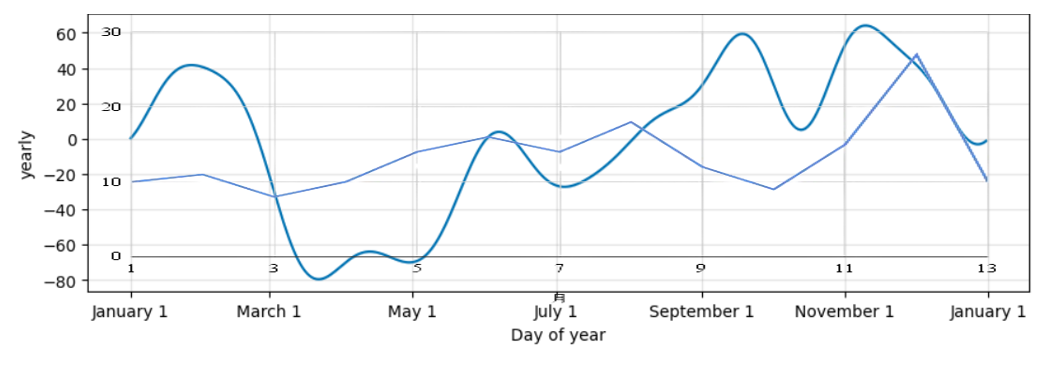 60
40
20
0
−20
−40
−60
−80
yearly
30
20
10
0
1 3 5 7 9 11 13
月
January 1 March 1 May 1 July 1 September 1 November 1 January 1
Day of year